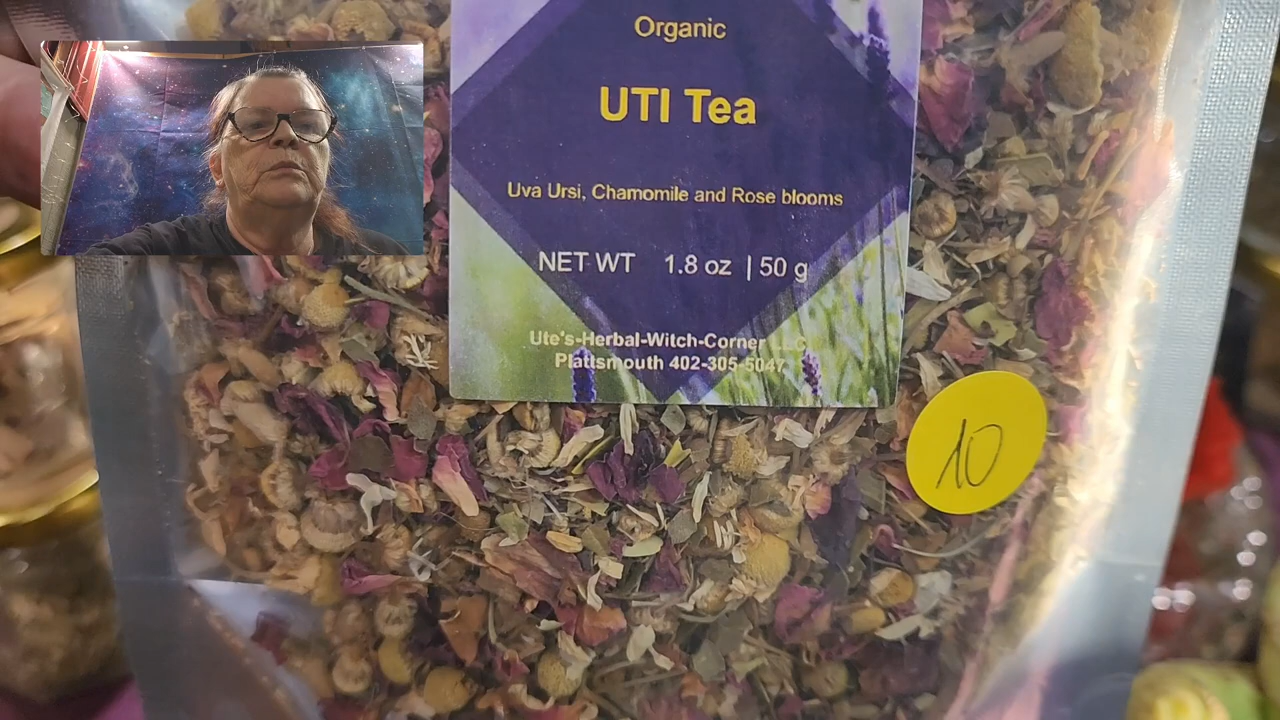 Organic
UTI Tea
Uva Ursi, Chamomile and Rose blooms
NET WT 1.8 oz | 50 g
Ute's-Herbal-Witch-Corner LLC
Plattsmouth 402-305-5047
10